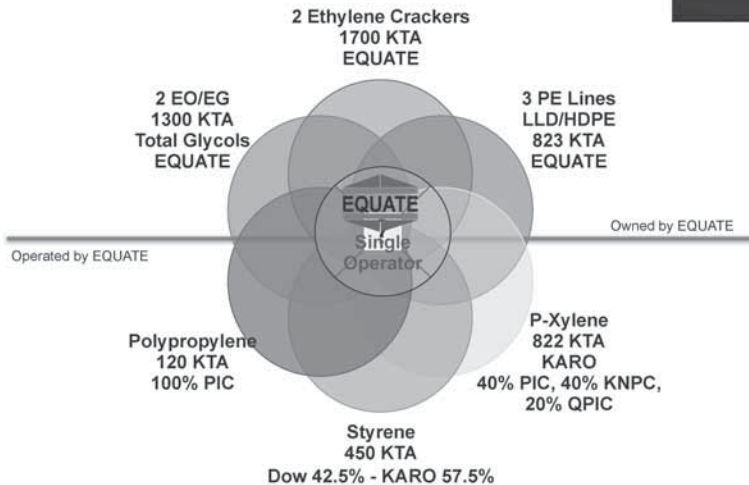 2 Ethylene Crackers
1700 KTA
EQUATE
2 EO/EG
1300 KTA
Total Glycols
EQUATE
3 PE Lines
LLD/HDPE
823 KTA
EQUATE
EQUATE
Single
Operator
Owned by EQUATE
Operated by EQUATE
Polypropylene
120 KTA
100% PIC
P-Xylene
822 KTA
KARO
40% PIC, 40% KNPC,
20% QPIC
Styrene
450 KTA
Dow 42.5% - KARO 57.5%